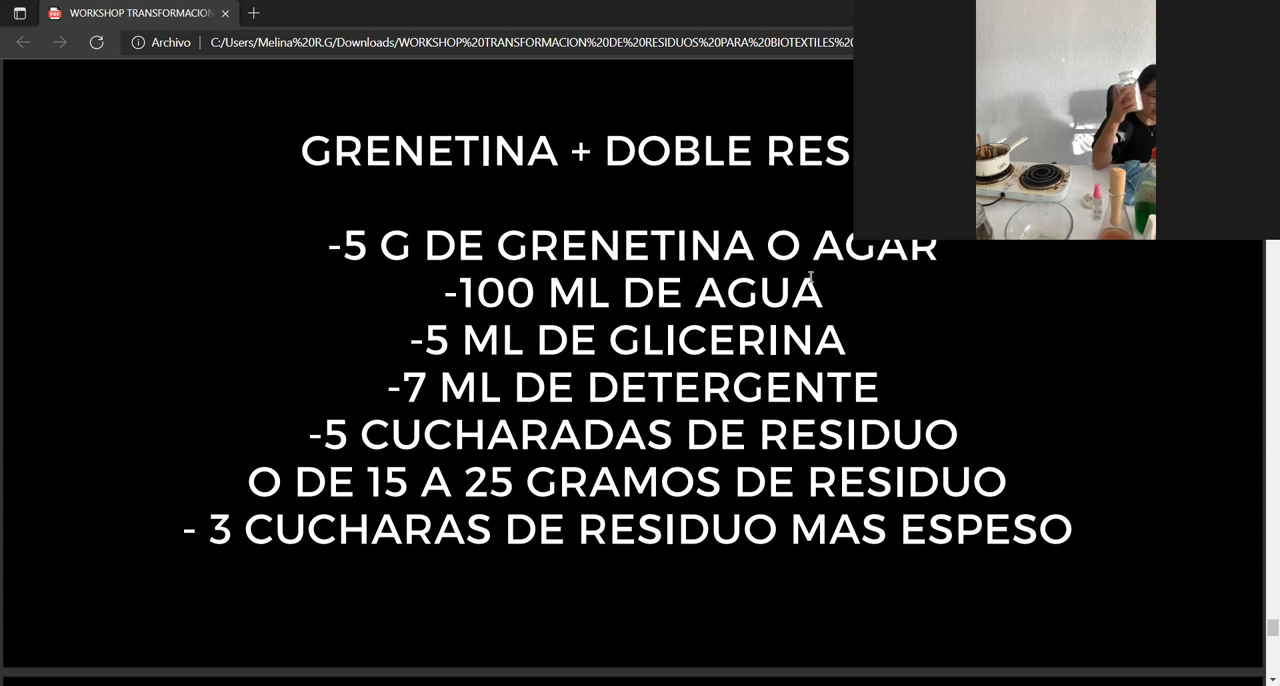 WORKSHOP TRANSFORMACION
Archivo
C:/Users/Melina%20R.G/Downloads/WORKSHOP%20TRANSFORMACION%20DE%20RESIDUOS%20PARA%20BIOTEXTILES%20
GRENETINA + DOBLE RES
-5 G DE GRENETINA O AGAR
-100 ML DE AGUA
-5 ML DE GLICERINA
-7 ML DE DETERGENTE
-5 CUCHARADAS DE RESIDUO
O DE 15 A 25 GRAMOS DE RESIDUO
- 3 CUCHARAS DE RESIDUO MAS ESPESO